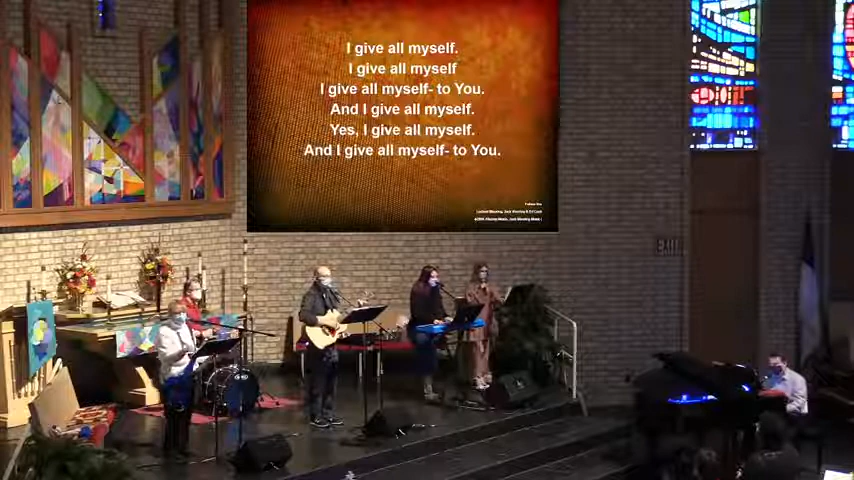 I give all myself.
I give all myself
I give all myself- to You.
And I give all myself.
Yes, I give all myself.
And I give all myself- to You.
EXIT